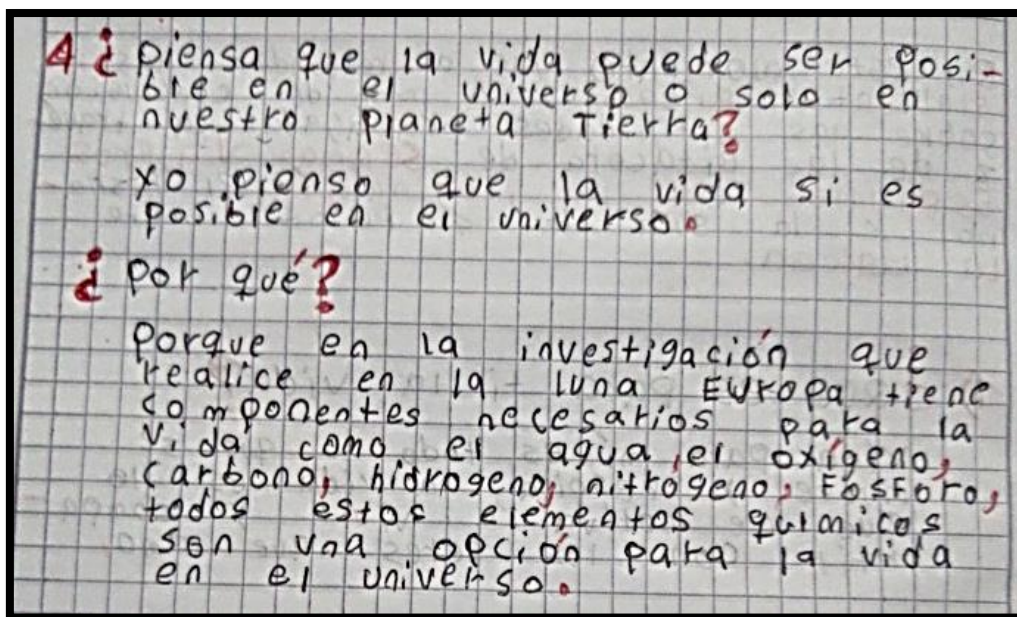 A ¿piensa que la vida puede ser posi-
ble en el universo o solo en
nuestro planeta Tierra?
Yo pienso que la vida si es
posible en el universo.
¿por qué?
porque en la investigación que
realice en la luna Europa tiene
componentes necesarios para la
vida como el agua, el oxígeno,
carbono, hidrogeno, nitrogeno, Fosforo,
todos estos elementos químicos
son una opción para la vida
en el universo.